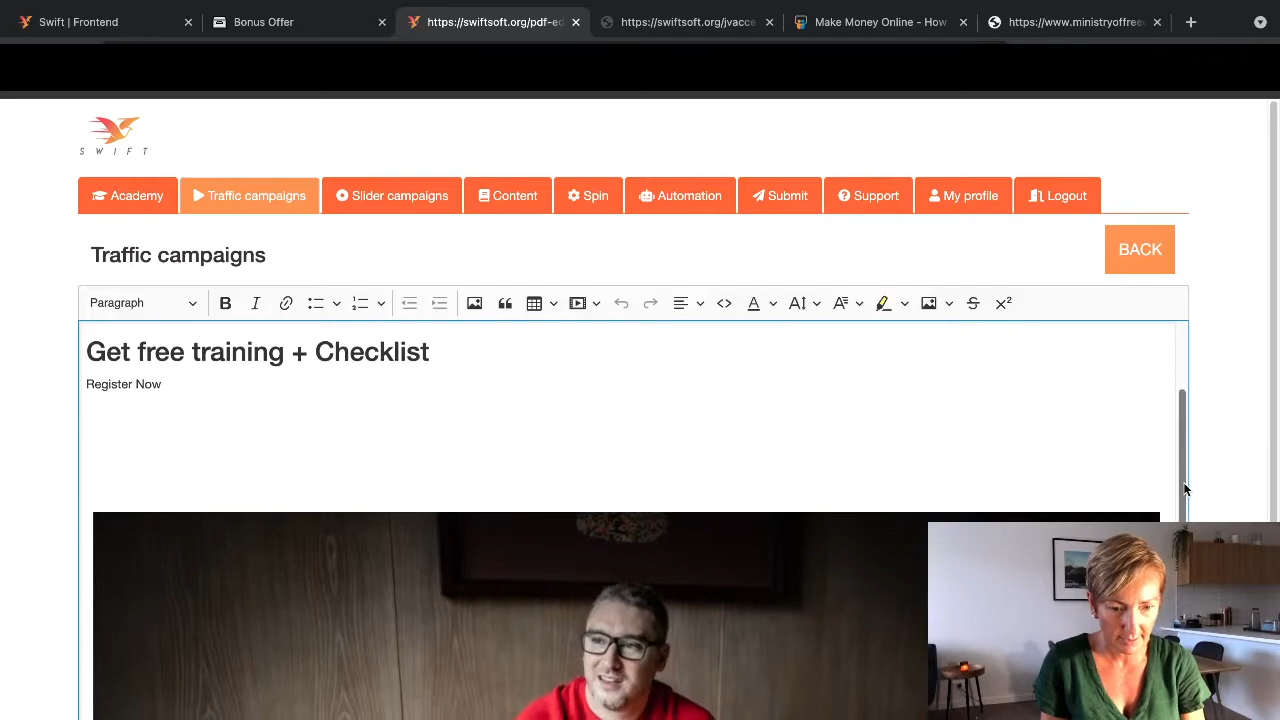 Swift | Frontend
Bonus Offer
https://swiftsoft.org/pdf-ed
https://swiftsoft.org/jvacce
Make Money Online - How
https://www.ministryoffree
SWIFT
Academy
Traffic campaigns
Slider campaigns
Content
Spin
Automation
Submit
Support
My profile
Logout
Traffic campaigns
BACK
Paragraph
Get free training + Checklist
Register Now